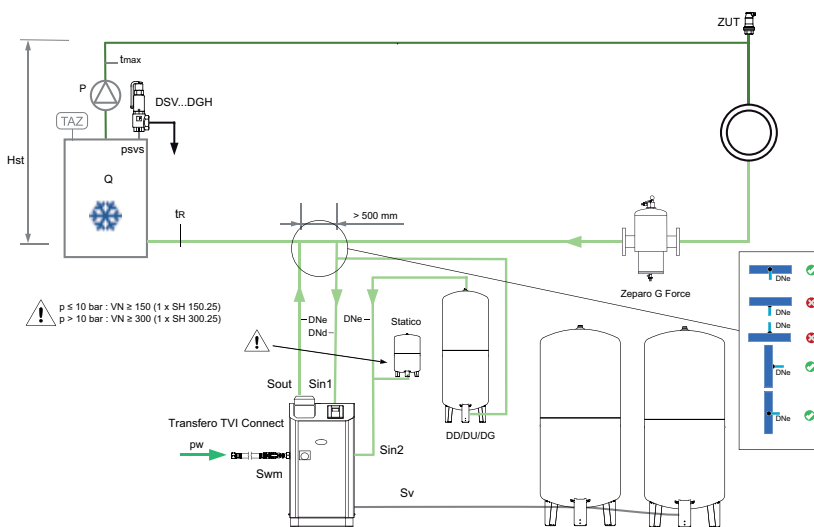 ZUT
tmax
P
DSV...DGH
TAZ
psvs
Hst
Q
tR
> 500 mm
Zeparo G Force
p ≤ 10 bar : VN ≥ 150 (1 x SH 150.25)
p > 10 bar : VN ≥ 300 (1 x SH 300.25)
DNe
DNd
DNe
Statico
Sout
Sin1
Transfero TVI Connect
pw
Swm
Sin2
DD/DU/DG
Sv
DNe
DNe
DNe
DNe
DNe